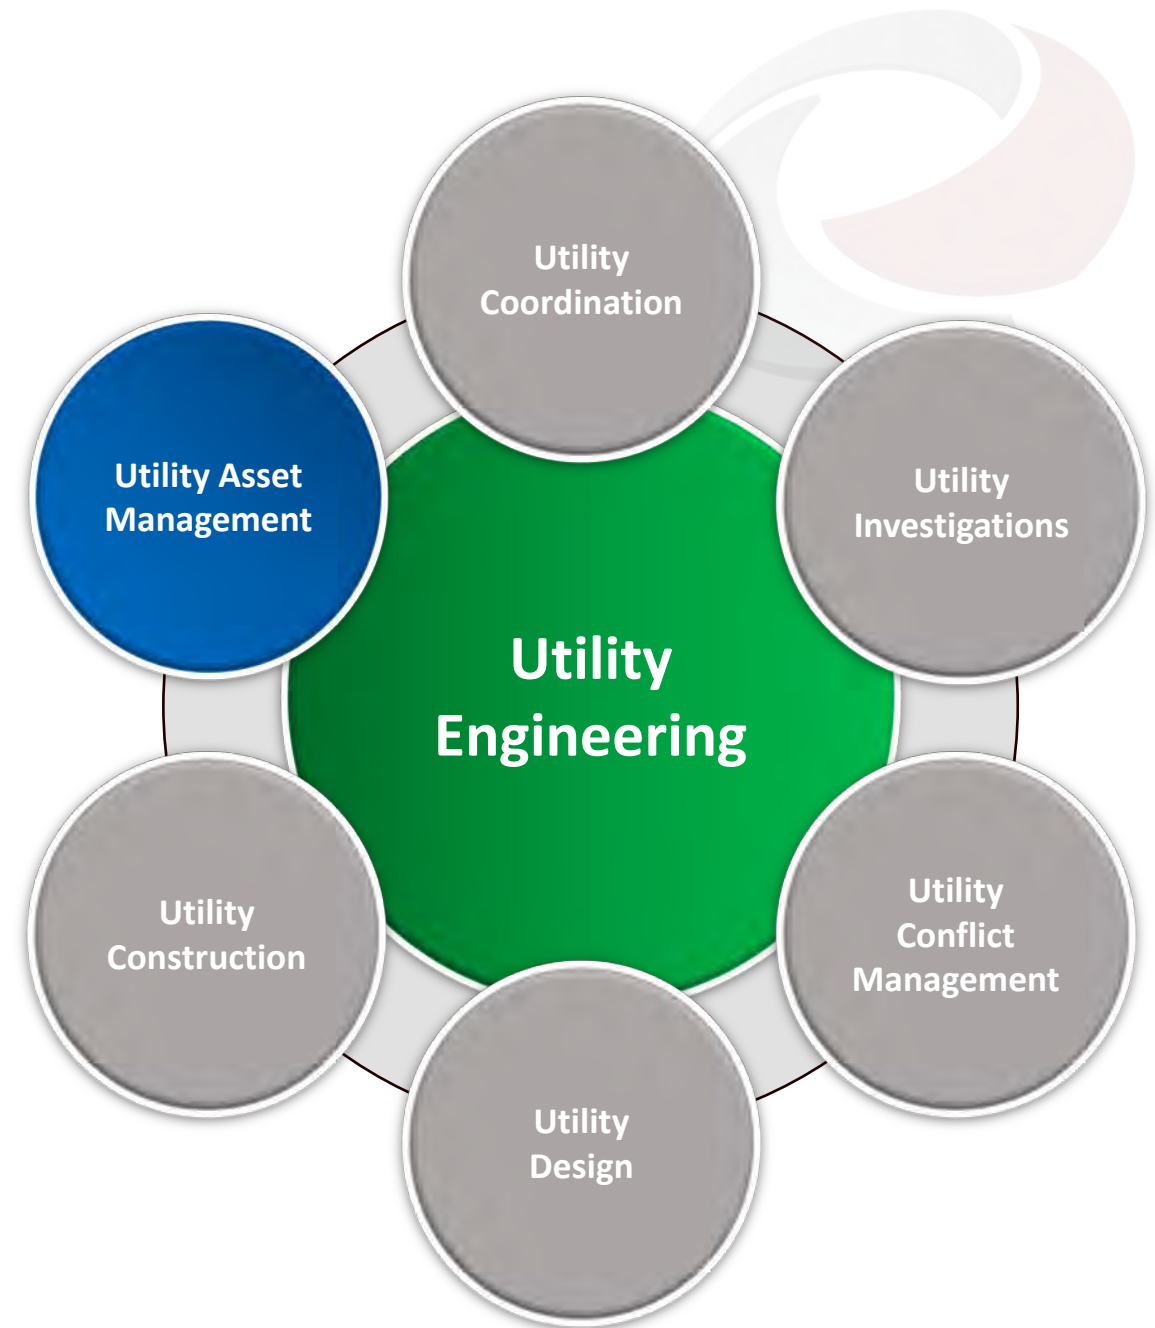 Utility
Coordination
Utility
Investigations
Utility
Conflict
Management
Utility
Design
Utility
Construction
Utility Asset
Management
Utility
Engineering